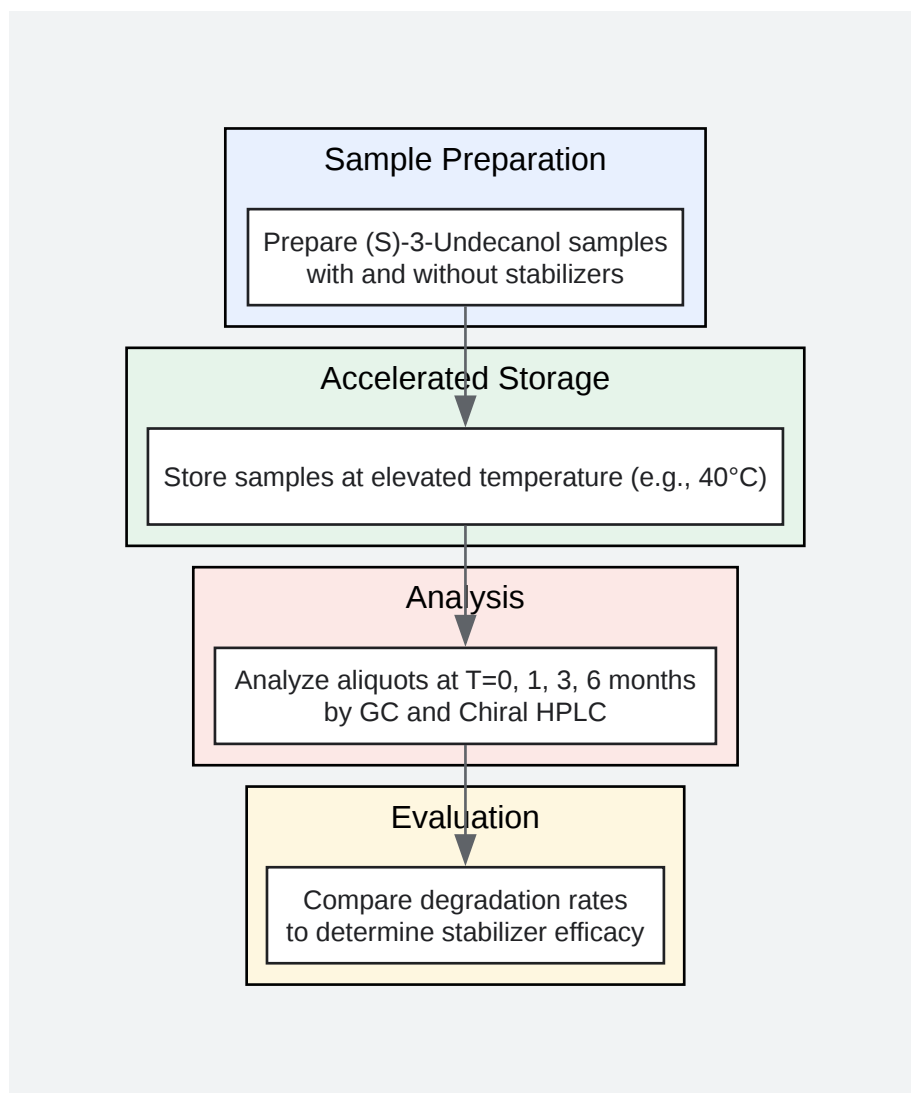 Sample Preparation
Prepare (S)-3-Undecanol samples
with and without stabilizers
Accelerated Storage
Store samples at elevated temperature (e.g., 40°C)
Analysis
Analyze aliquots at T=0, 1, 3, 6 months
by GC and Chiral HPLC
Evaluation
Compare degradation rates
to determine stabilizer efficacy